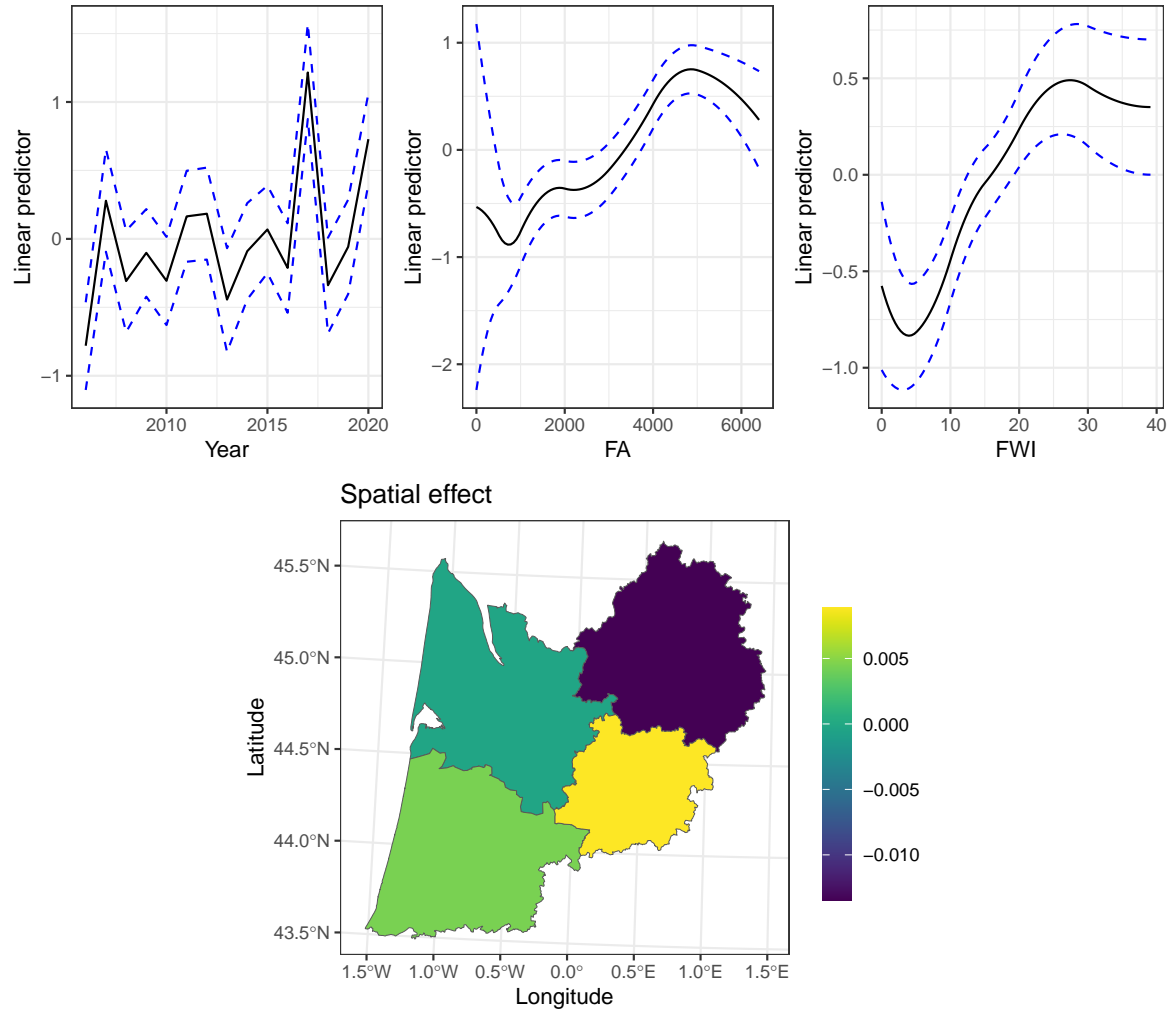 Linear predictor
1
0
−1
2010
2015
2020
Year
Linear predictor
1
0
−1
−2
0
2000
4000
6000
FA
Linear predictor
0.5
0.0
−0.5
−1.0
0
10
20
30
40
FWI
Spatial effect
Latitude
45.5°N
45.0°N
44.5°N
44.0°N
43.5°N
1.5°W
1.0°W
0.5°W
0.0°
0.5°E
1.0°E
1.5°E
Longitude
0.005
0.000
−0.005
−0.010